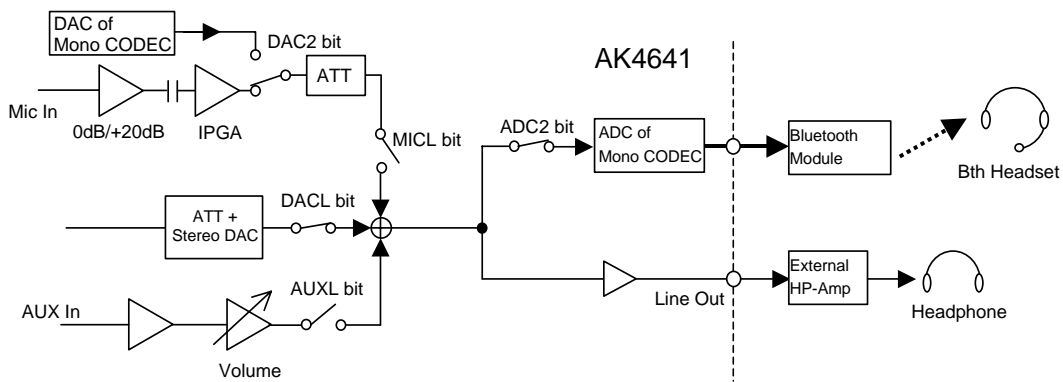 DAC of
Mono CODEC
DAC2 bit
ATT
AK4641
Mic In
0dB/+20dB
IPGA
MICL bit
ADC2 bit
ADC of
Mono CODEC
Bluetooth
Module
Bth Headset
ATT +
Stereo DAC
DACL bit
AUX In
Volume
AUXL bit
Line Out
External
HP-Amp
Headphone